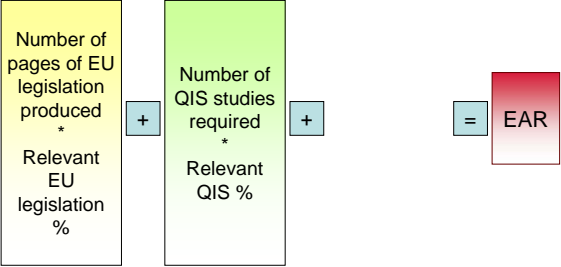 Number of
pages of EU
legislation
produced
*
Relevant
EU
legislation
%
+
Number of
QIS studies
required
*
Relevant
QIS %
+
=
EAR